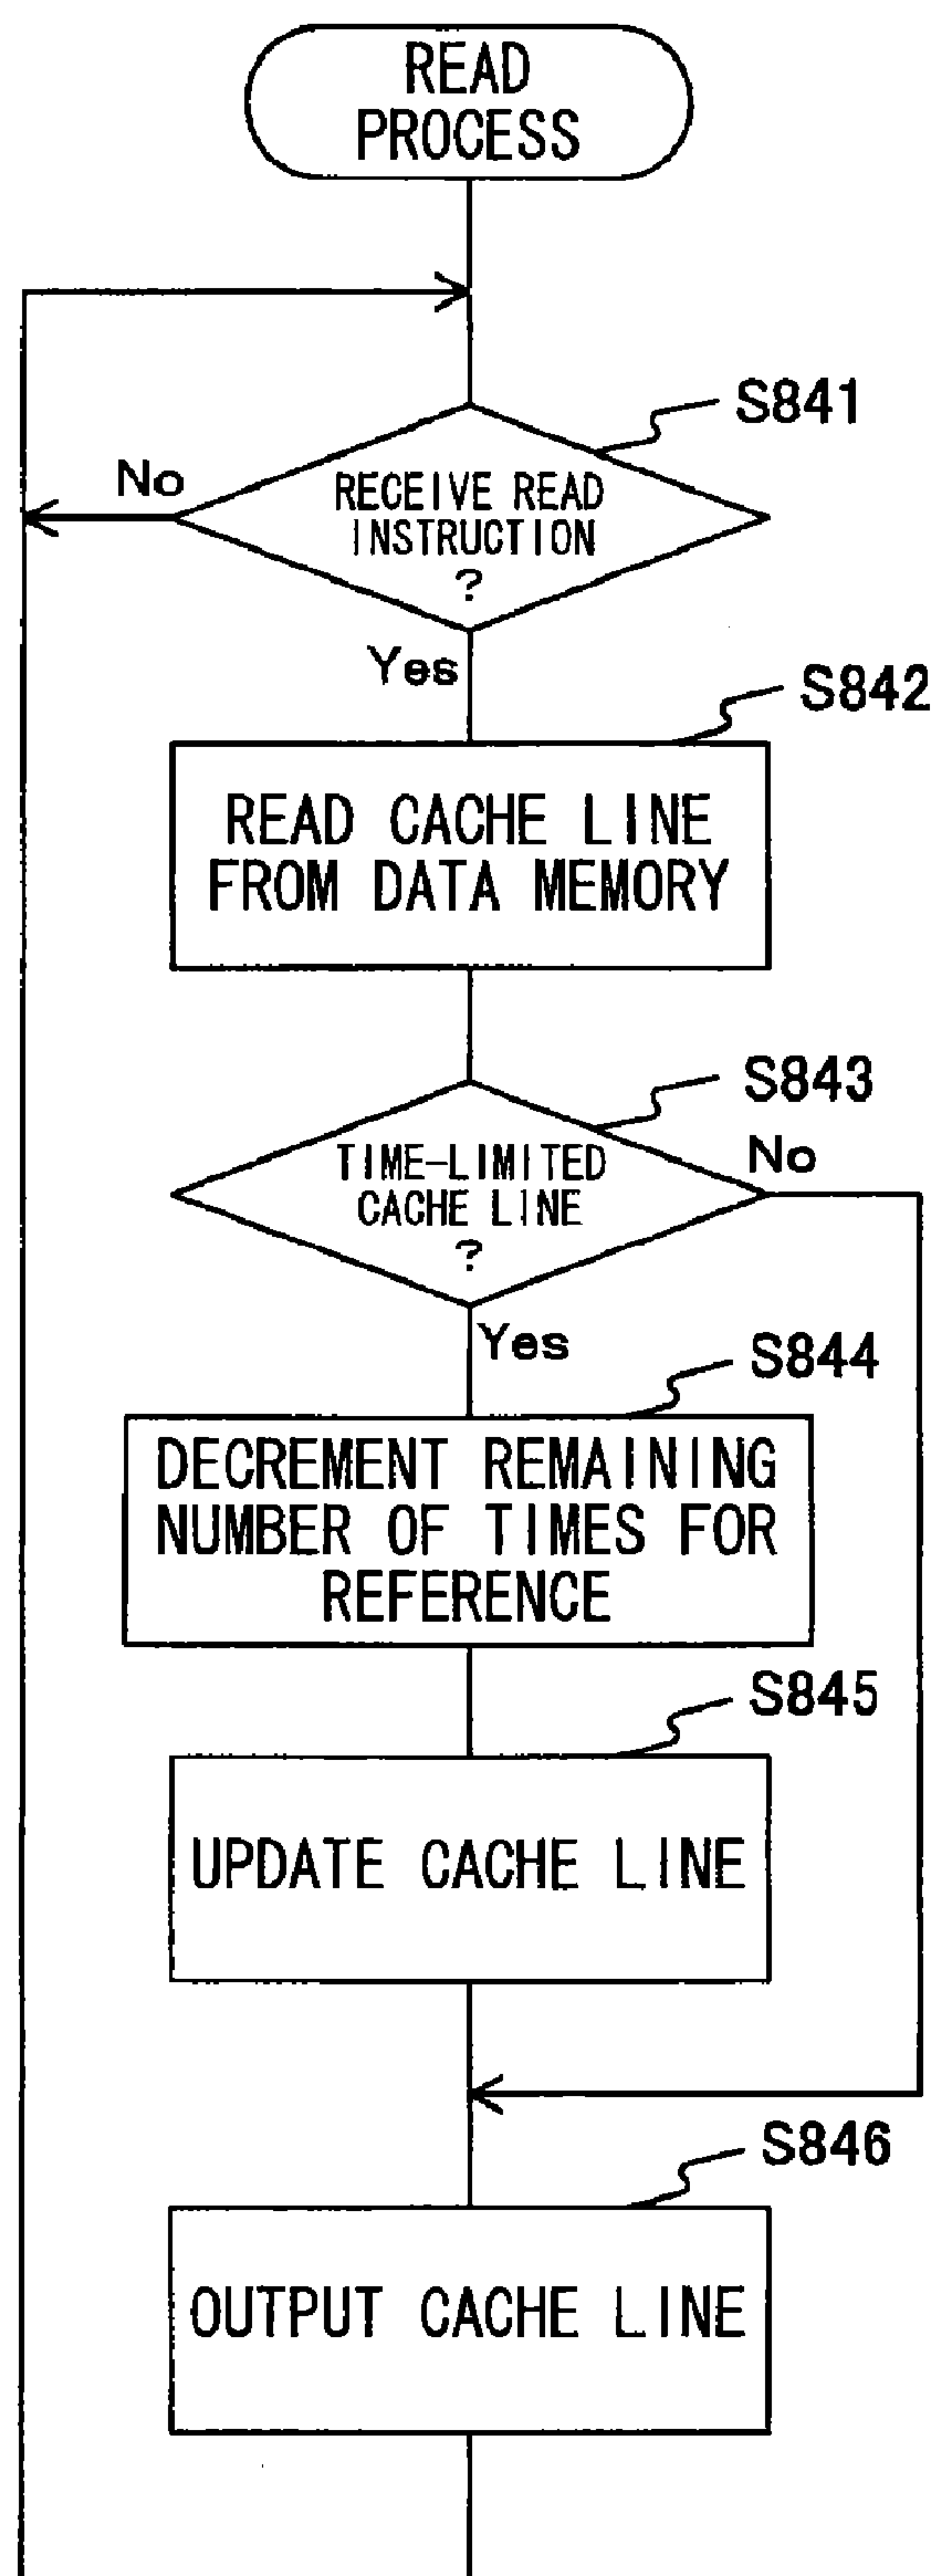 READ
PROCESS
S841
No
RECEIVE READ
INSTRUCTION
?
Yes
S842
READ CACHE LINE
FROM DATA MEMORY
S843
No
TIME-LIMITED
CACHE LINE
?
Yes
S844
DECREMENT REMAINING
NUMBER OF TIMES FOR
REFERENCE
S845
UPDATE CACHE LINE
S846
OUTPUT CACHE LINE